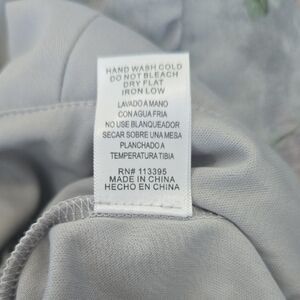 HAND WASH COLD
DO NOT BLEACH
DRY FLAT
IRON LOW
LAVADO A MANO
CON AGUA FRIA
NO USE BLANQUEADOR
SECAR SOBRE UNA MESA
PLANCHADO A
TEMPERATURA TIBIA
RN# 113395
MADE IN CHINA
HECHO EN CHINA